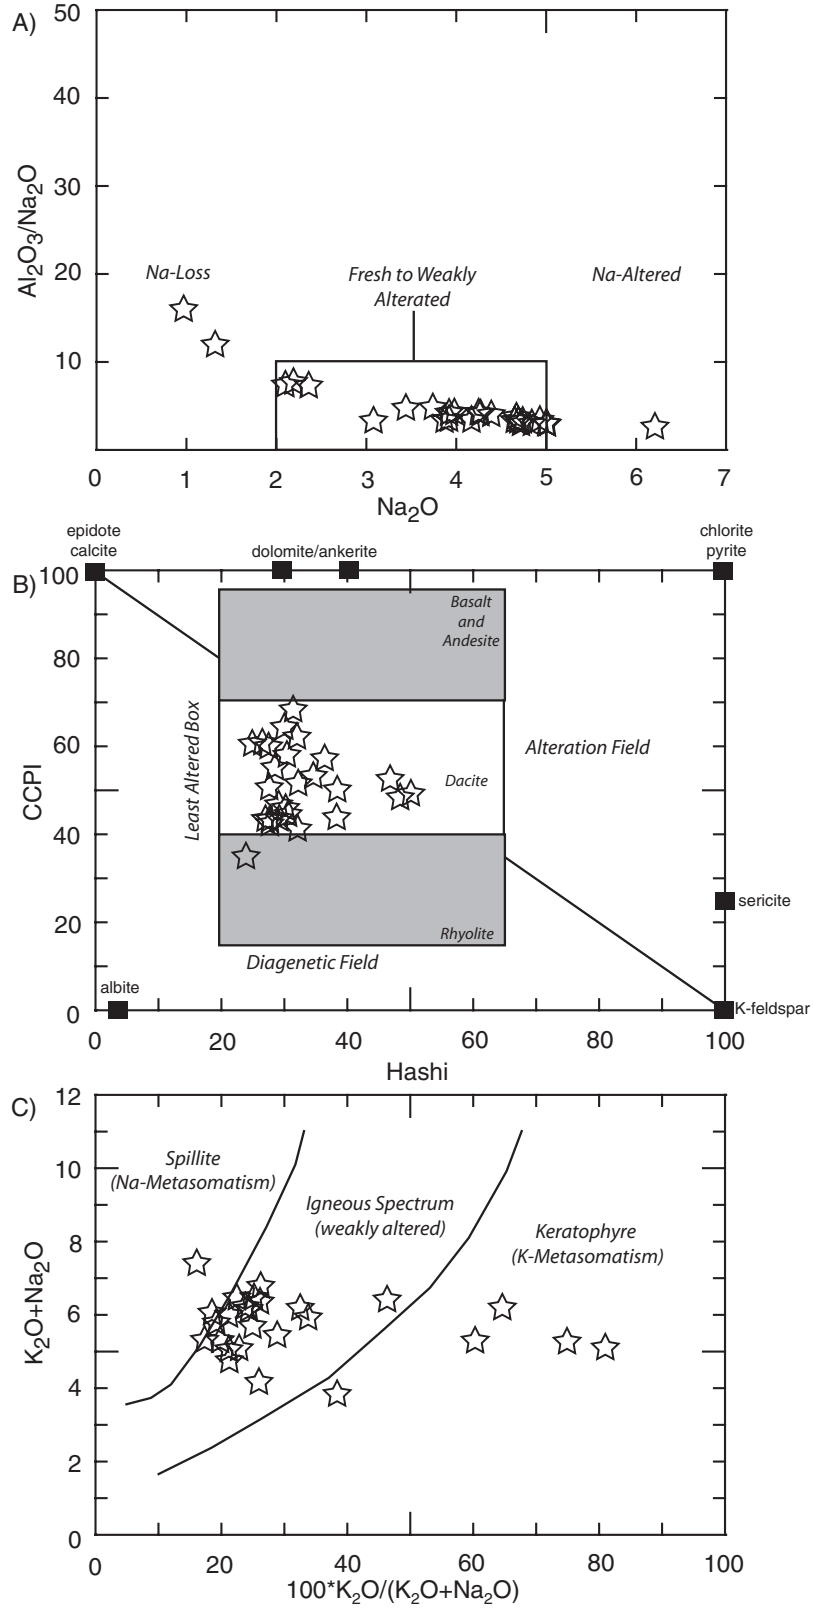 A)
50
40
30
20
10
Al₂O₃/Na₂O
Na-Loss
Fresh to Weakly
Alterated
Na-Altered
0 1 2 3 4 5 6 7
Na₂O
epidote
calcite
dolomite/ankerite
chlorite
pyrite
B)
100
80
60
40
20
0
CCPI
Basalt
and
Andesite
Least Altered Box
Alteration Field
Dacite
sericite
Rhyolite
Diagenetic Field
albite
K-feldspar
0 20 40 60 80 100
Hashi
C)
12
10
8
6
4
2
0
K₂O+Na₂O
Spillite
(Na-Metasomatism)
Igneous Spectrum
(weakly altered)
Keratophyre
(K-Metasomatism)
0 20 40 60 80 100
100*K₂O/(K₂O+Na₂O)